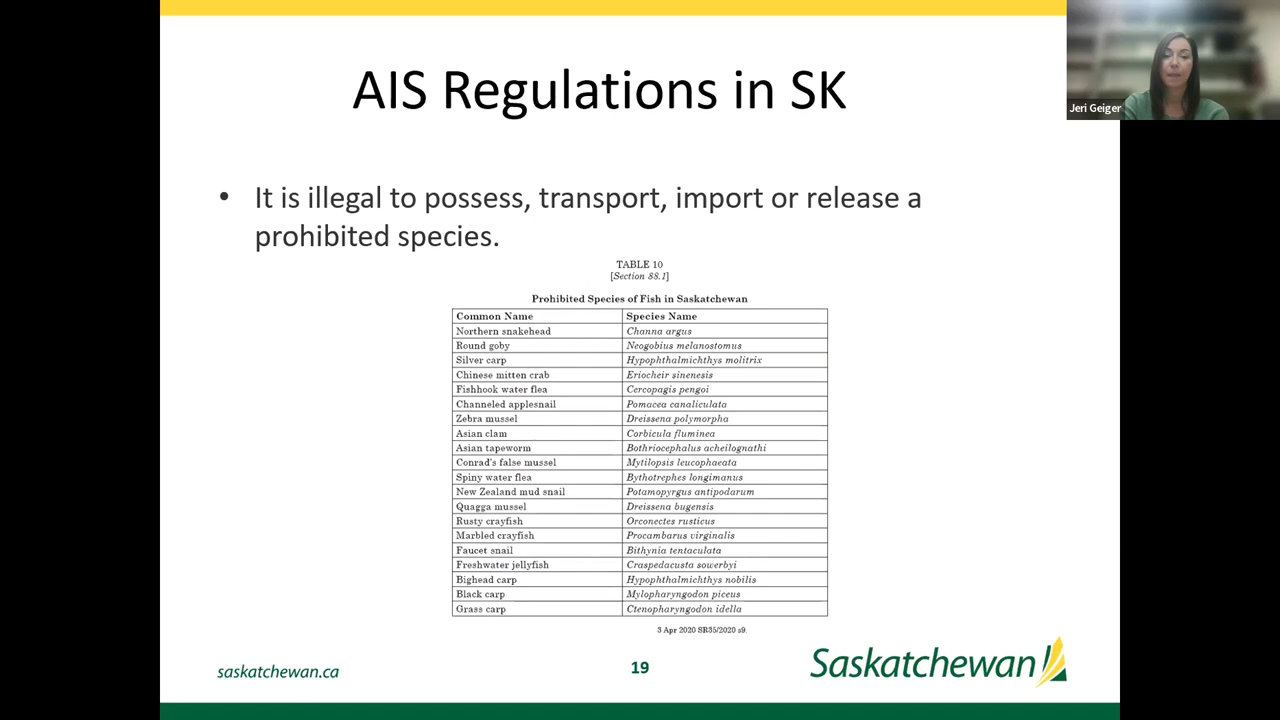 AIS Regulations in SK
Jeri Geiger
• It is illegal to possess, transport, import or release a
prohibited species.
TABLE 10
[Section 88.1]
Prohibited Species of Fish in Saskatchewan
Common Name Species Name
Northern snakehead Channa argus
Round goby Neogobius melanostomus
Silver carp Hypophthalmichthys molitrix
Chinese mitten crab Eriocheir sinenesis
Fishhook water flea Cercopagis pengoi
Channeled applesnail Pomacea canaliculata
Zebra mussel Dreissena polymorpha
Asian clam Corbicula fluminea
Asian tapeworm Bothriocephalus acheilognathi
Conrad's false mussel Mytilopsis leucophaeata
Spiny water flea Bythotrephes longimanus
New Zealand mud snail Potamopyrgus antipodarum
Quagga mussel Dreissena bugensis
Rusty crayfish Orconectes rusticus
Marbled crayfish Procambarus virginalis
Faucet snail Bithynia tentaculata
Freshwater jellyfish Craspedacusta sowerbyi
Bighead carp Hypophthalmichthys nobilis
Black carp Mylopharyngodon piceus
Grass carp Ctenopharyngodon idella
3 Apr 2020 SR35/2020 s9.
saskatchewan.ca
19
Saskatchewan